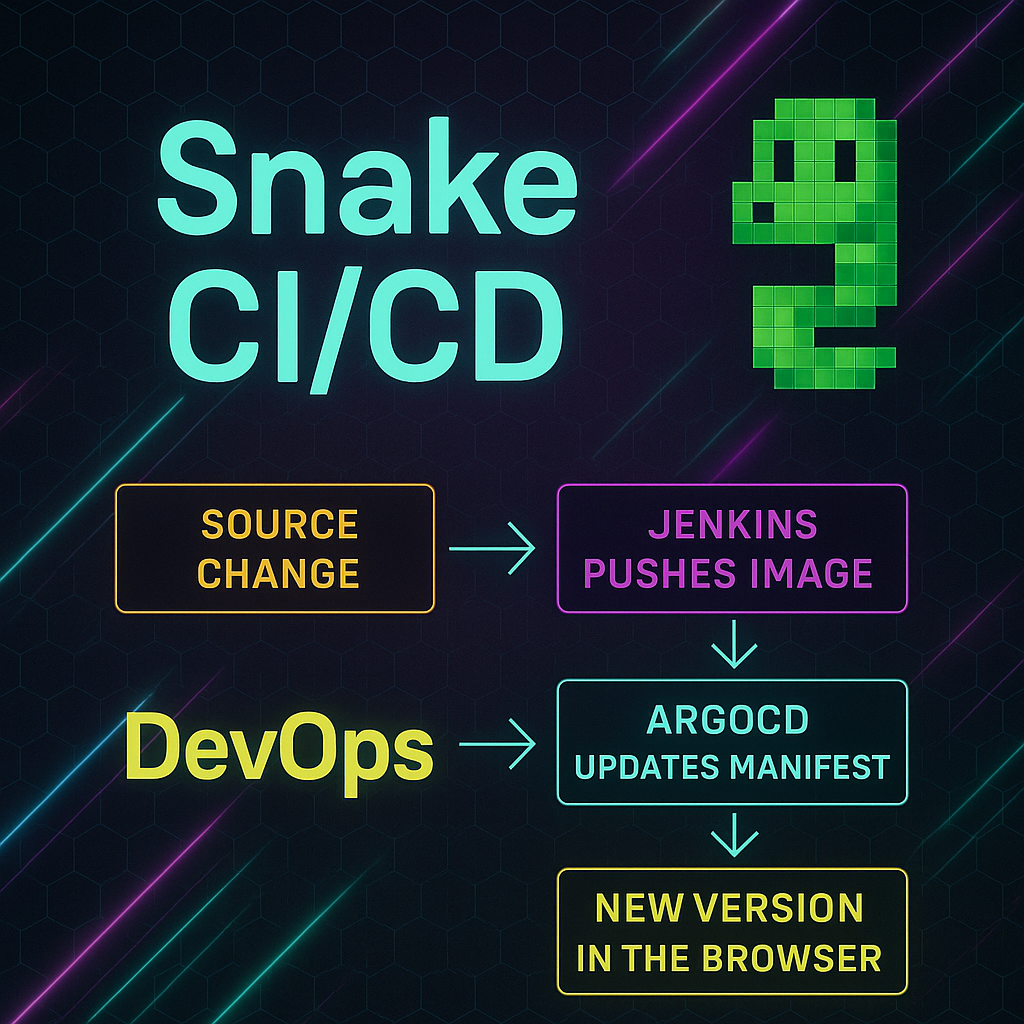 Snake
CI/CD
SOURCE
CHANGE
JENKINS
PUSHES IMAGE
DevOps
ARGOCD
UPDATES MANIFEST
NEW VERSION
IN THE BROWSER